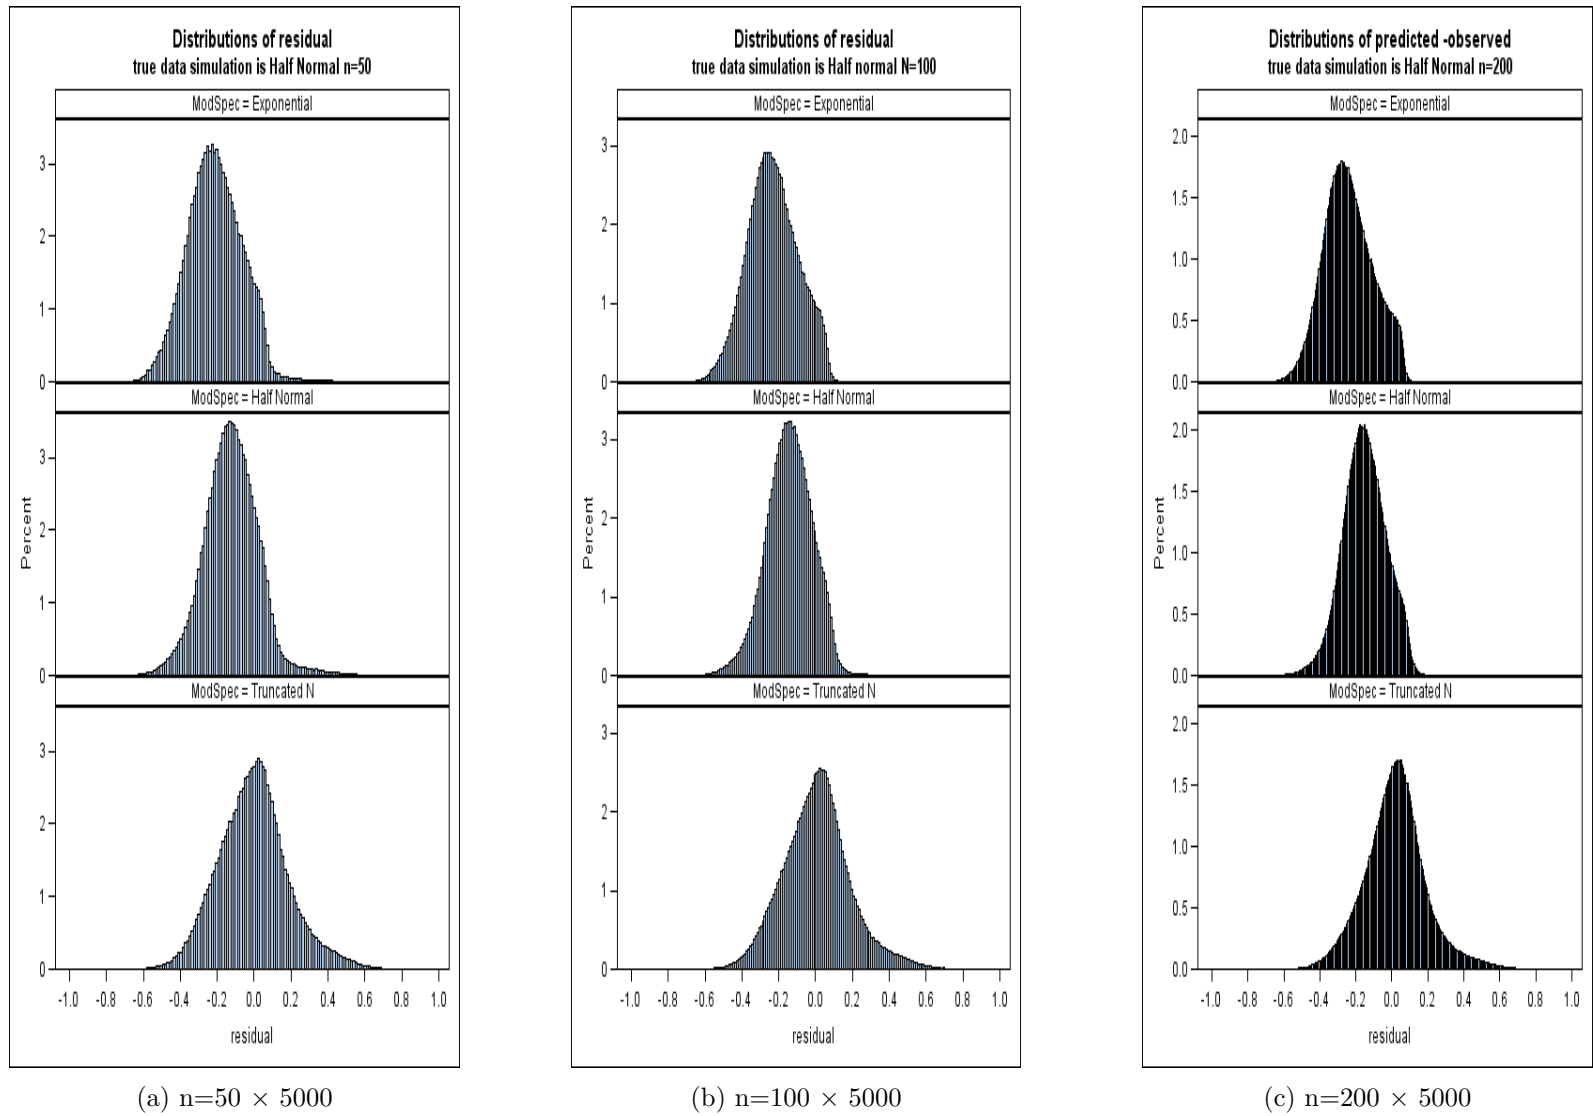 Distributions of residual
true data simulation is Half Normal n=50
ModSpec = Exponential
3
2
1
0
ModSpec = Half Normal
3
2
1
0
Percent
ModSpec = Truncated N
3
2
1
0
-1.0 -0.8 -0.6 -0.4 -0.2 0.0 0.2 0.4 0.6 0.8 1.0
residual
(a) n=50 × 5000
Distributions of residual
true data simulation is Half normal N=100
ModSpec = Exponential
3
2
1
0
ModSpec = Half Normal
3
2
1
0
Percent
ModSpec = Truncated N
3
2
1
0
-1.0 -0.8 -0.6 -0.4 -0.2 0.0 0.2 0.4 0.6 0.8 1.0
residual
(b) n=100 × 5000
Distributions of predicted -observed
true data simulation is Half Normal n=200
ModSpec = Exponential
2.0
1.5
1.0
0.5
0.0
ModSpec = Half Normal
2.0
1.5
1.0
0.5
0.0
Percent
ModSpec = Truncated N
2.0
1.5
1.0
0.5
0.0
-1.0 -0.8 -0.6 -0.4 -0.2 0.0 0.2 0.4 0.6 0.8 1.0
residual
(c) n=200 × 5000